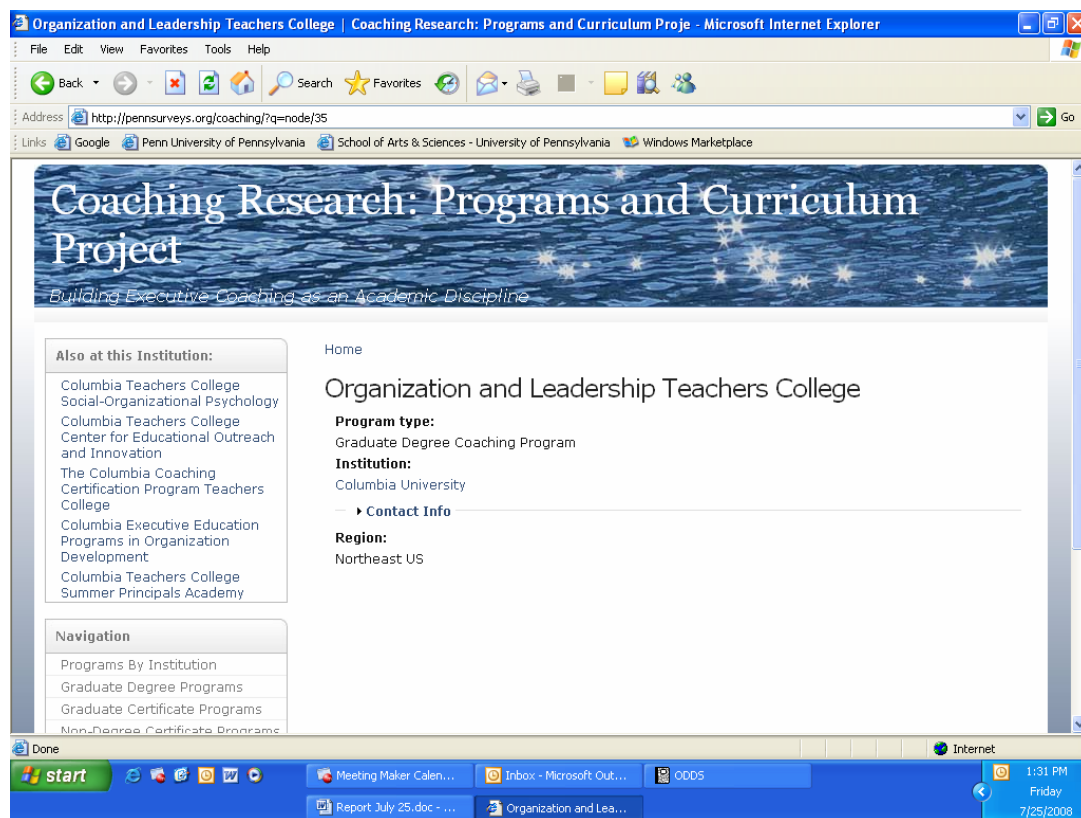 Organization and Leadership Teachers College | Coaching Research: Programs and Curriculum Proje - Microsoft Internet Explorer
File Edit View Favorites Tools Help
Back Search Favorites
Address http://pennsurveys.org/coaching/?q=node/35 Go
Links Google Penn University of Pennsylvania School of Arts & Sciences - University of Pennsylvania Windows Marketplace
Coaching Research: Programs and Curriculum
Project
Building Executive Coaching as an Academic Discipline
Also at this Institution:
Columbia Teachers College
Social-Organizational Psychology
Columbia Teachers College
Center for Educational Outreach
and Innovation
The Columbia Coaching
Certification Program Teachers
College
Columbia Executive Education
Programs in Organization
Development
Columbia Teachers College
Summer Principals Academy
Navigation
Programs By Institution
Graduate Degree Programs
Graduate Certificate Programs
Non-Degree Certificate Programs
Home
Organization and Leadership Teachers College
Program type:
Graduate Degree Coaching Program
Institution:
Columbia University
Contact Info
Region:
Northeast US
Done Internet
start Meeting Maker Calen... Inbox - Microsoft Out... ODDS 1:31 PM
Friday
Report July 25.doc - ... Organization and Lea... 7/25/2008